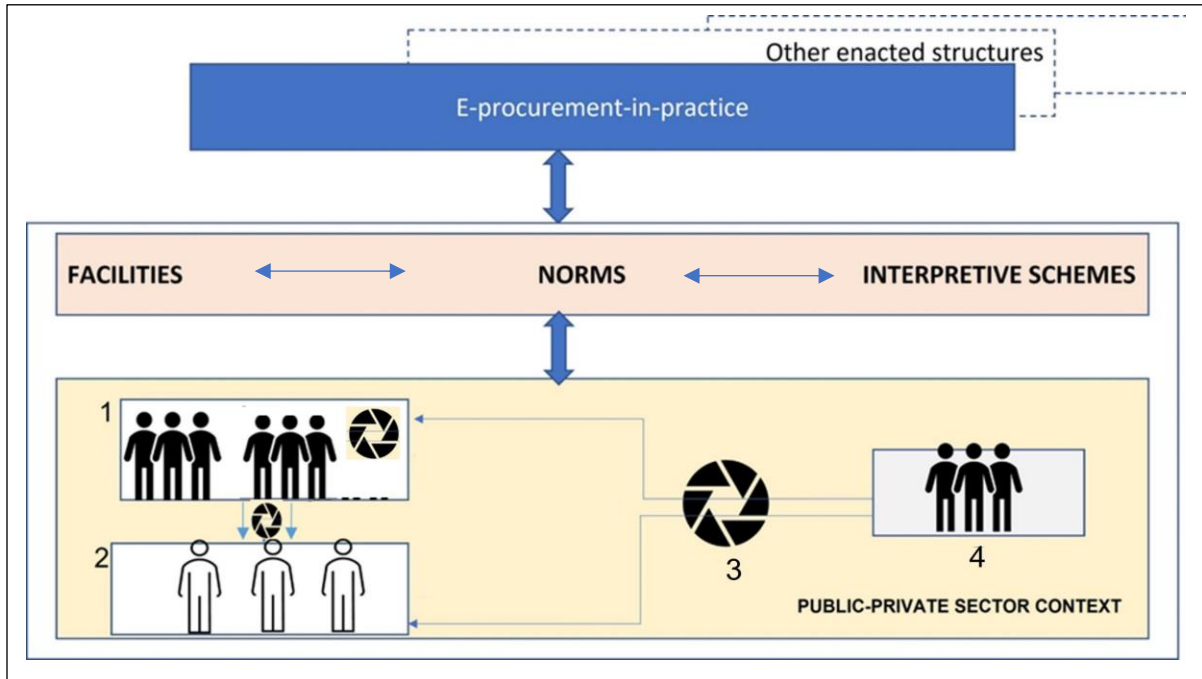 Other enacted structures
E-procurement-in-practice
FACILITIES NORMS INTERPRETIVE SCHEMES
1
2
3
4
PUBLIC-PRIVATE SECTOR CONTEXT